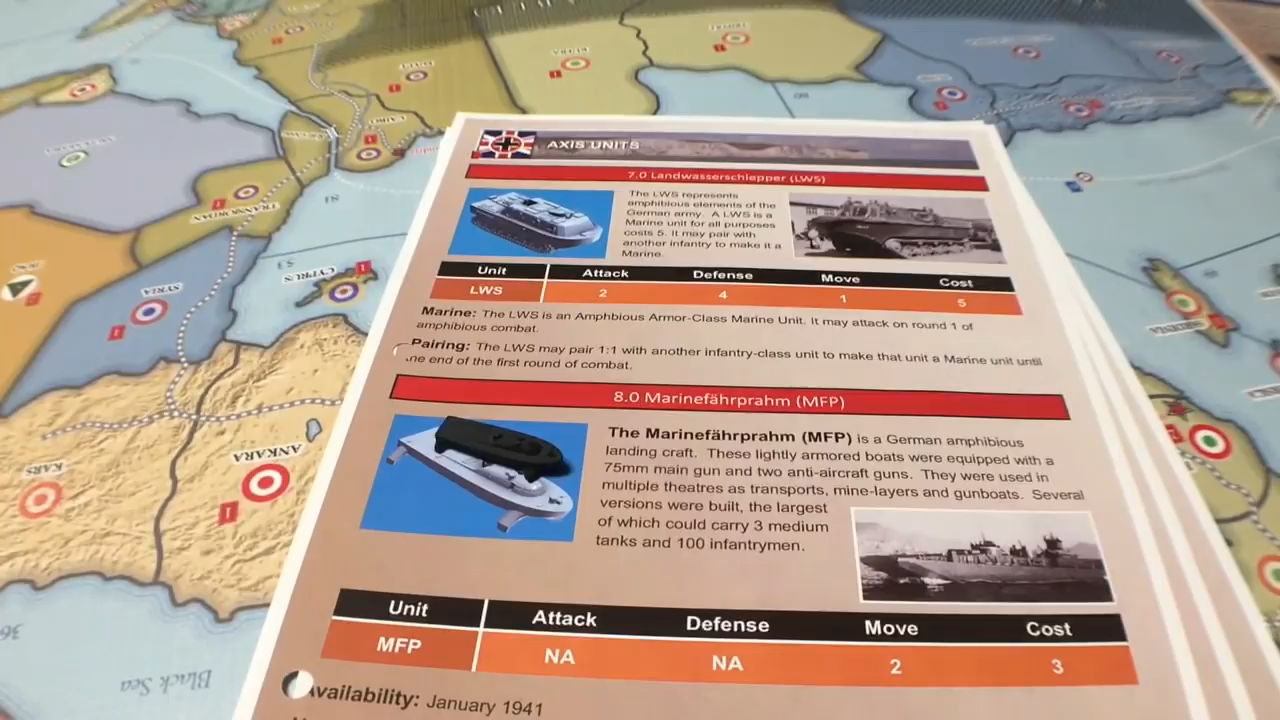 AXIS UNITS
7.0 Landwasserschlepper (LWS)
The LWS represents
amphibious elements of the
German army. A LWS is a
Marine unit for all purposes
costs 5. It may pair with
another infantry to make it a
Marine.
Unit Attack Defense Move Cost
LWS 2 4 1 5
Marine: The LWS is an Amphbious Armor-Class Marine Unit. It may attack on round 1 of
amphibious combat.
Pairing: The LWS may pair 1:1 with another infantry-class unit to make that unit a Marine unit until
the end of the first round of combat.
8.0 Marinefährprahm (MFP)
The Marinefährprahm (MFP) is a German amphibious
landing craft. These lightly armored boats were equipped with a
75mm main gun and two anti-aircraft guns. They were used in
multiple theatres as transports, mine-layers and gunboats. Several
versions were built, the largest
of which could carry 3 medium
tanks and 100 infantrymen.
Unit Attack Defense Move Cost
MFP NA NA 2 3
Availability: January 1941
CAIRO
TRANSJORDAN
CYPRUS
SYRIA
ANKARA
KARS
Black Sea